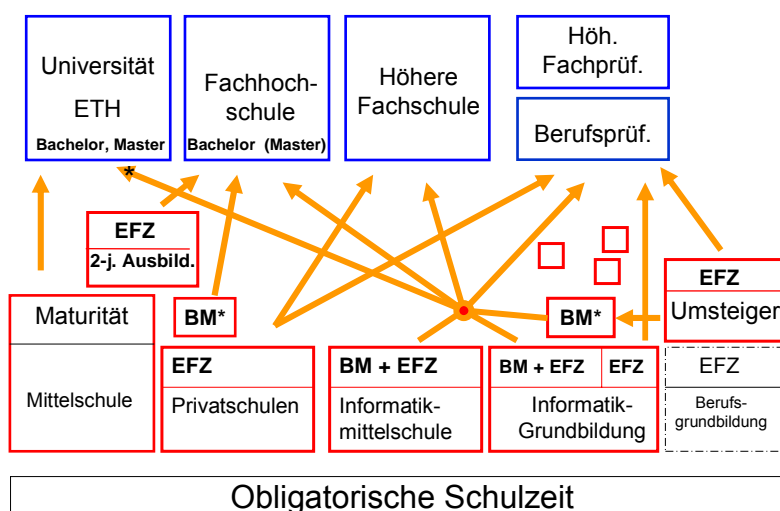 Universität
ETH
Bachelor, Master
*
Fachhoch-
schule
Bachelor (Master)
Höhere
Fachschule
Höh.
Fachprüf.
Berufsprüf.
EFZ
2-j. Ausbild.
BM*
BM*
EFZ
Umsteiger
Maturität
Mittelschule
EFZ
Privatschulen
BM + EFZ
Informatik-
mittelschule
BM + EFZ
EFZ
Informatik-
Grundbildung
EFZ
Berufs-
grundbildung
Obligatorische Schulzeit